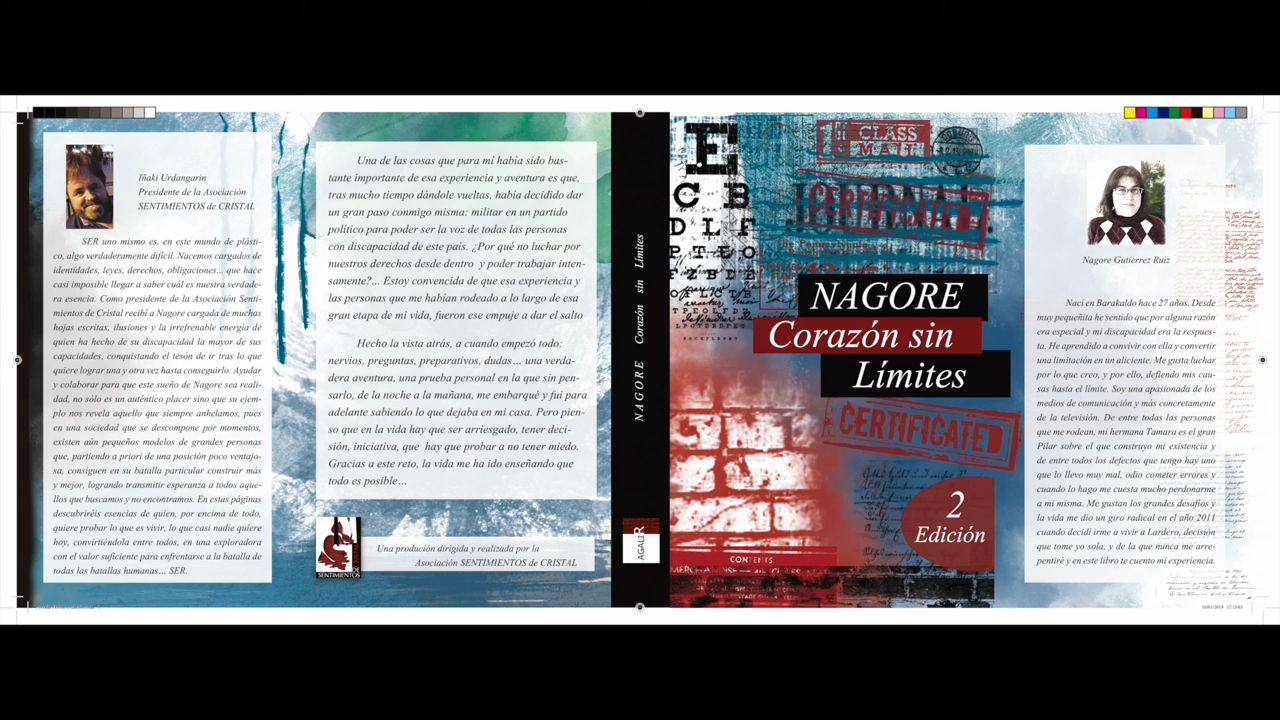 Iñaki Urdangarin
Presidente de la Asociación
SENTIMIENTOS de CRISTAL
SER uno mismo es, en este mundo de plásti-
co, algo verdaderamente difícil. Nacemos cargados de
identidades, leyes, derechos, obligaciones... que hace
casi imposible llegar a saber cuál es nuestra verdade-
ra esencia. Como presidente de la Asociación Senti-
mientos de Cristal recibí a Nagore cargada de muchas
hojas escritas, ilusiones y la irrefrenable energía de
quien ha hecho de su discapacidad la mayor de sus
capacidades, conquistando el tesón de ir tras lo que
quiere lograr una y otra vez hasta conseguirlo. Ayudar
y colaborar para que este sueño de Nagore sea reali-
dad, no sólo es un auténtico placer sino que su ejem-
plo nos revela aquello que siempre anhelamos, pues
en una sociedad que se descompone por momentos,
existen aún pequeños modelos de grandes personas
que, partiendo a priori de una posición poco ventajo-
sa, consiguen en su batalla particular construir más
y mejor, logrando transmitir esperanza a todos aque-
llos que buscamos y no encontramos. En estas páginas
descubriréis esencias de quien, por encima de todo,
quiere probar lo que es vivir, lo que casi nadie quiere
hoy, convirtiéndola entre todos, en una exploradora
con el valor suficiente para enfrentarse a la batalla de
todas las batallas humanas... SER.
Una de las cosas que para mí había sido bas-
tante importante de esa experiencia y aventura es que,
tras mucho tiempo dándole vueltas, había decidido dar
un gran paso conmigo misma: militar en un partido
político para poder ser la voz de todas las personas
con discapacidad de este país. ¿Por qué no luchar por
nuestros derechos desde dentro y vivirlo tan inten-
samente?. Estoy convencida de que esa aventura y
las personas que me habían rodeado a lo largo de esa
gran etapa de mi vida, fueron claves para ese salto
Hecho la vista atrás, a cuando empezó todo:
nervios, preguntas, preparativos, dudas... una verda-
dera aventura, una prueba personal en la que sin pen-
sarlo, de la noche a la mañana, me embarqué y tiré para
adelante sabiendo lo que dejaba en mi casa. Yo pien-
so que en la vida hay que ser arriesgado, tener deci-
sión, iniciativa, que hay que probar a no tener miedo.
Gracias a este reto, la vida me ha ido enseñando que
todo es posible...
DE
SENTIMIENTOS
Una produción dirigida y realizada por la
Asociación SENTIMIENTOS de CRISTAL
NAGORE Corazón sin Límites
AGALIR
E
C B
D L F
P T E O
F Z B D E
O F L C T D B
1 CLASS
MALT
CERTIFICATED
NAGORE
Corazón sin
Límites
CERTIFICATED
2ª
Edición
CONTENTS
Nagore Gutierrez Ruiz
Nací en Barakaldo hace 27 años. Desde
muy pequeñita he sentido que por alguna razón
era especial y mi discapacidad era la respues-
ta. He aprendido a convivir con ella y convertir
una limitación en un aliciente. Me gusta luchar
por lo que creo, y por ello, defiendo mis cau-
sas hasta el límite. Soy una apasionada de los
medios de comunicación y más concretamente
de la televisión. De entre todas las personas
que me rodean, mi hermana Tamara es el gran
Pilar sobre el que construyo mi existencia y
de entre todos los defectos que tengo hay uno
que lo llevo muy mal, odio cometer errores y
cuando lo hago me cuesta mucho perdonarme
a mi misma. Me gustan los grandes desafíos y
la vida me dio un giro radical en el año 2011
cuando decidí irme a vivir a Lardero, decisión
que tome yo sola, y de la que nunca me arre-
pentiré y en este libro te cuento mi experiencia.